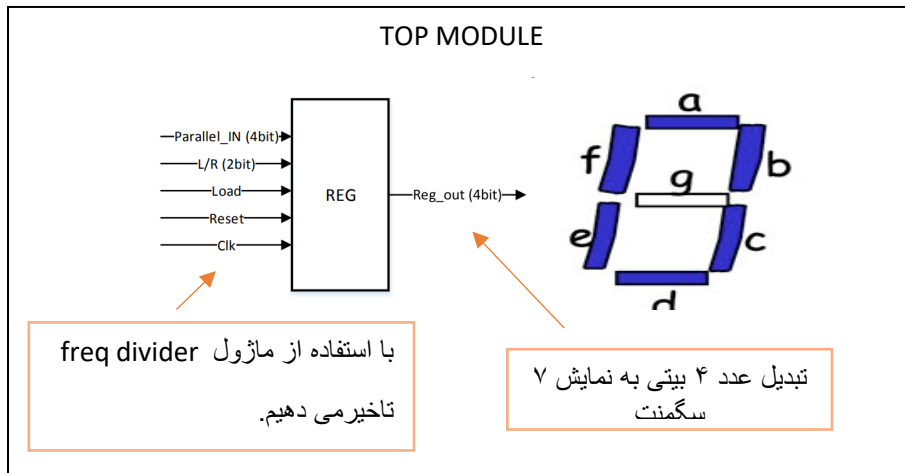 TOP MODULE
Parallel_IN (4bit)
L/R (2bit)
Load
Reset
Clk
REG
Reg_out (4bit)
a
f
b
g
e
c
d
با استفاده از ماژول freq divider
تاخیرمی دهیم.
تبدیل عدد ۴ بیتی به نمایش ۷
سگمنت